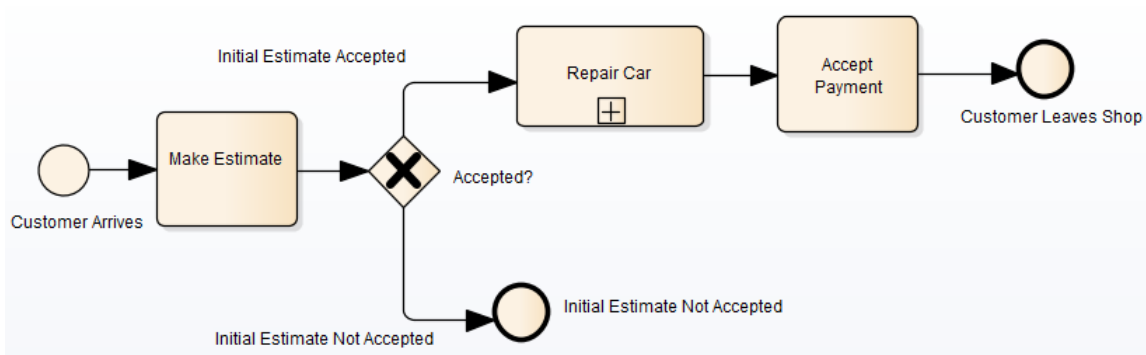 Initial Estimate Accepted
Repair Car
Accept
Payment
Customer Leaves Shop
Make Estimate
Accepted?
Customer Arrives
Initial Estimate Not Accepted
Initial Estimate Not Accepted